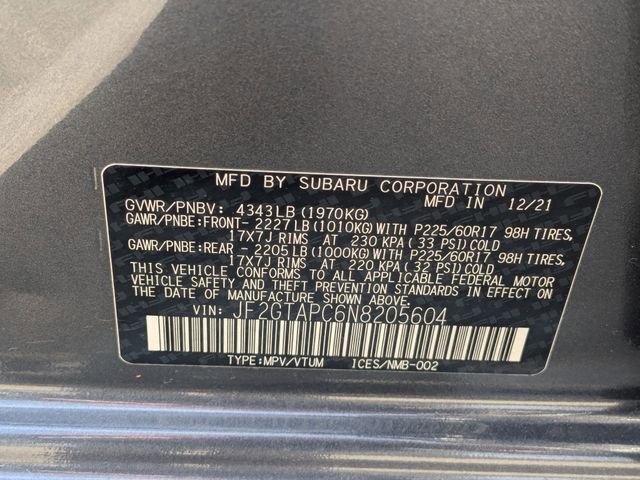 MFD BY SUBARU CORPORATION
MFD IN 12/21
GVWR/PNBV: 4343LB (1970KG)
GAWR/PNBE:FRONT- 2227LB (1010KG) WITH P225/60R17 98H TIRES,
17X7J RIMS AT 230 KPA (33 PSI) COLD
GAWR/PNBE:REAR - 2205LB (1000KG) WITH P225/60R17 98H TIRES,
17X7J RIMS AT 220 KPA (32 PSI) COLD
THIS VEHICLE CONFORMS TO ALL APPLICABLE FEDERAL MOTOR
VEHICLE SAFETY AND THEFT PREVENTION STANDARDS IN EFFECT
ON THE DATE OF MANUFACTURE SHOWN ABOVE.
VIN: JF2GTAPC6N8205604
TYPE:MPV/VTUM ICES/NMB-002